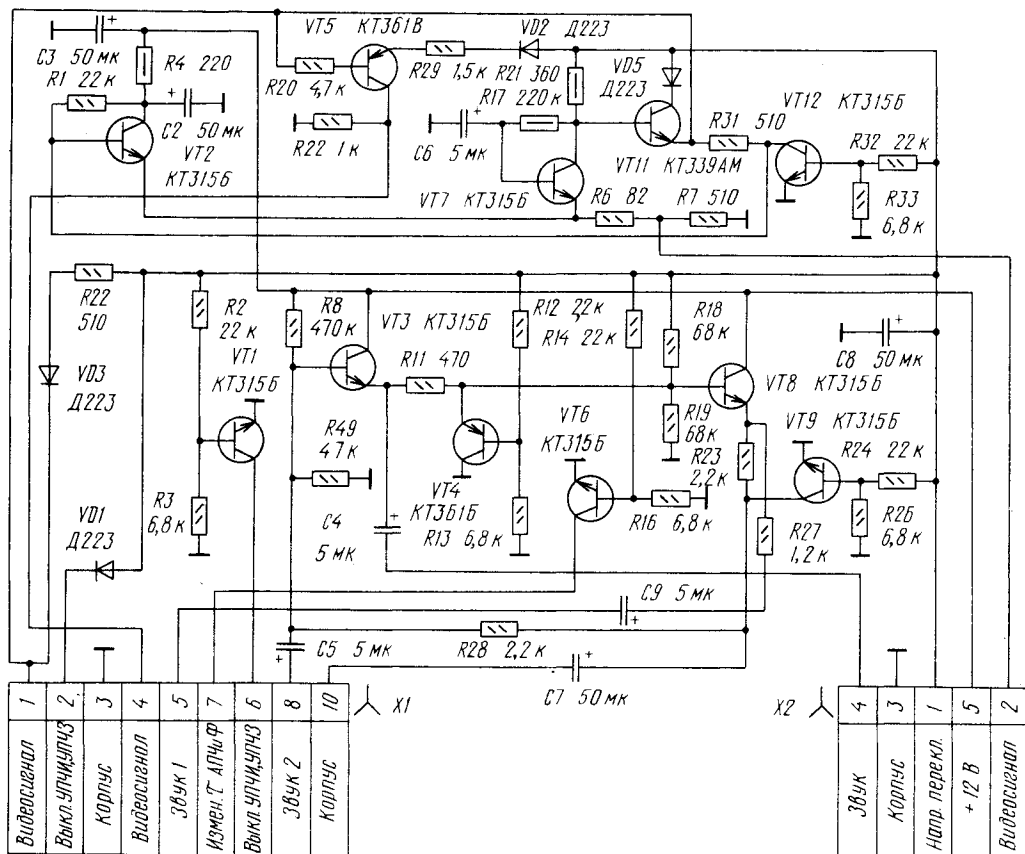 VT5 КТ361В
VD2 Д223
C3 50 мк
R4 220
R1 22 к
C2 50 мк
VT2
КТ315Б
R20 4,7 к
R29 1,5 к
R21 360
R17 220 к
R22 1 к
C6 5 мк
VT7 КТ315Б
VD5
Д223
VT11 КТ339АМ
R31 510
VT12 КТ315Б
R32 22 к
R33
6,8 к
R6 82
R7 510
R22
510
VD3
Д223
R2
22 к
VT1
КТ315Б
R3
6,8 к
VD1
Д223
R8
470 к
VT3 КТ315Б
R11 470
R49
47 к
C4
5 мк
VT4
КТ361Б
R13 6,8 к
R12 2,2 к
R14 22 к
VT6
КТ315Б
R16 6,8 к
R18
68 к
R19
68 к
R23
2,2 к
VT8 КТ315Б
C8 50 мк
VT9 КТ315Б
R24 22 к
R26
6,8 к
R27
1,2 к
C9 5 мк
C5 5 мк
R28 2,2 к
C7 50 мк
X1
1 Видеосигнал
2 Выкл. УПЧИ, УПЧЗ
3 Корпус
4 Видеосигнал
5 Звук 1
7 Измен. τ АПЧиФ
6 Выкл. УПЧИ, УПЧЗ
8 Звук 2
10 Корпус
X2
4 Звук
3 Корпус
1 Напр. перекл.
5 +12 В
2 Видеосигнал